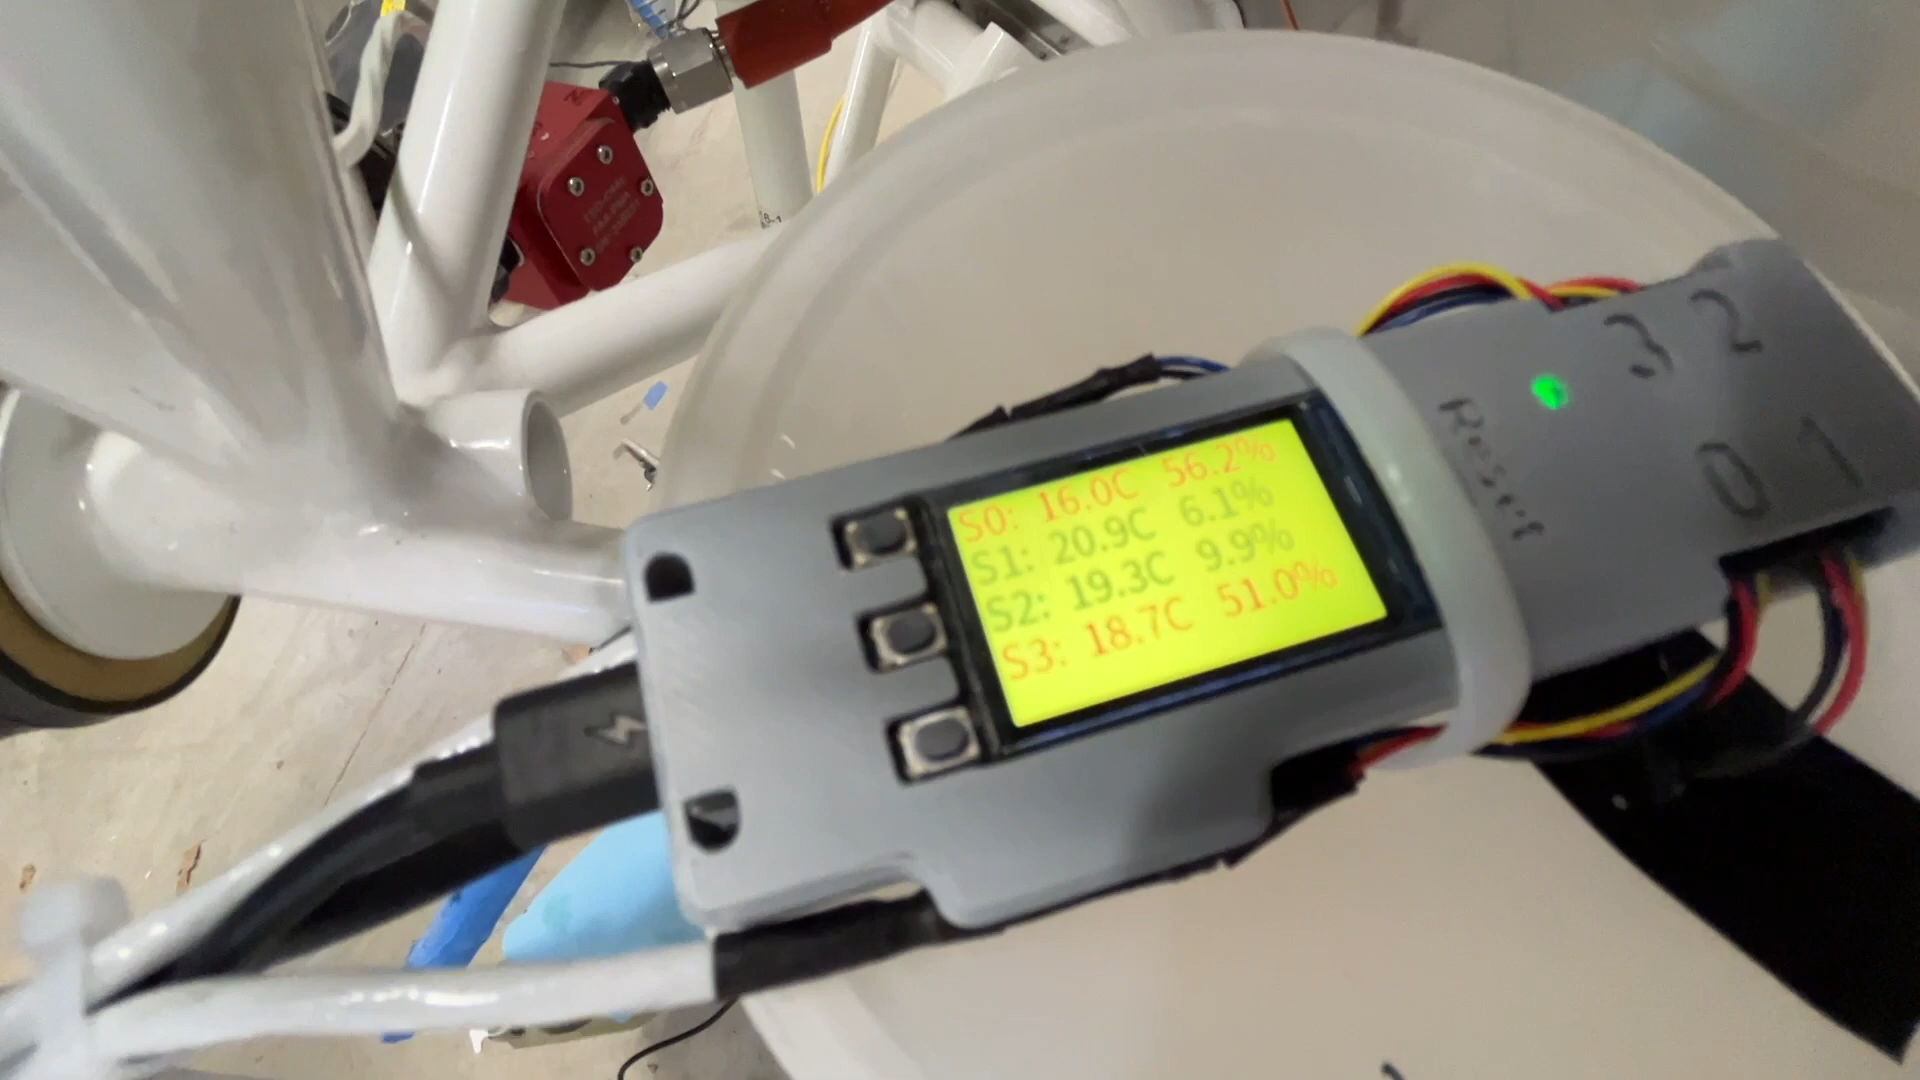 S0: 16.0C 56.2%
S1: 20.9C 6.1%
S2: 19.3C 9.9%
S3: 18.7C 51.0%
Reset
3 2
0 1